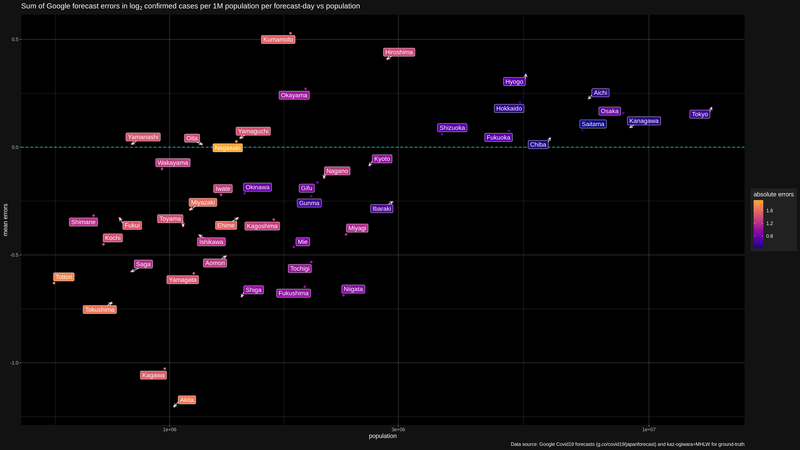 Sum of Google forecast errors in log2 confirmed cases per 1M population per forecast-day vs population
Kumamoto
0.5
Hiroshima
Hyogo
Aichi
Okayama
Hokkaido
Osaka
Tokyo
Kanagawa
Saitama
Shizuoka
Yamaguchi
Yamanashi
Oita
Fukuoka
Chiba
0.0
Nagasaki
Kyoto
Wakayama
Nagano
Iwate
Okinawa
Gifu
Miyazaki
Gunma
Ibaraki
Shimane
Toyama
Fukui
Ehime
Kagoshima
Miyagi
Kochi
Ishikawa
Mie
-0.5
Saga
Aomori
Tochigi
Tottori
Yamagata
Shiga
Fukushima
Niigata
Tokushima
-1.0
Kagawa
Akita
mean errors
1e+06
3e+06
1e+07
population
absolute errors
1.6
1.2
0.8
Data source: Google Covid19 forecasts (g.co/covid19/japanforecast) and kaz-ogiwara+MHLW for ground-truth